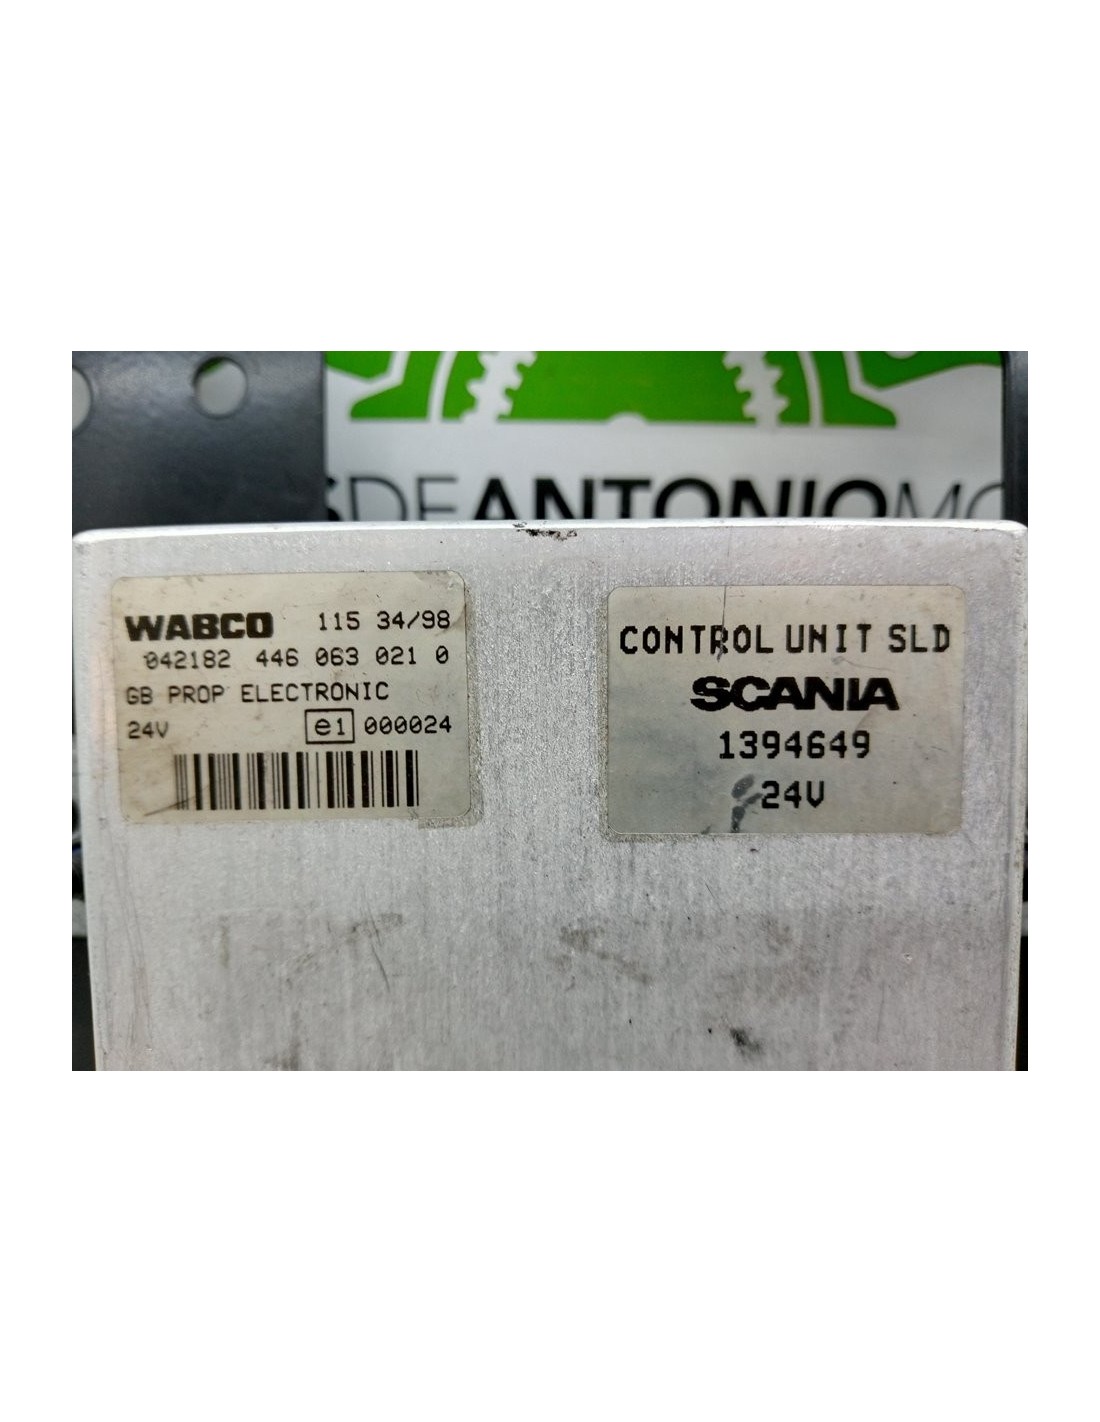 SDEANTONIOMO
WABCO 115 34/98
042182 446 063 021 0
GB PROP ELECTRONIC
24V e1 000024
CONTROL UNIT SLD
SCANIA
1394649
24V